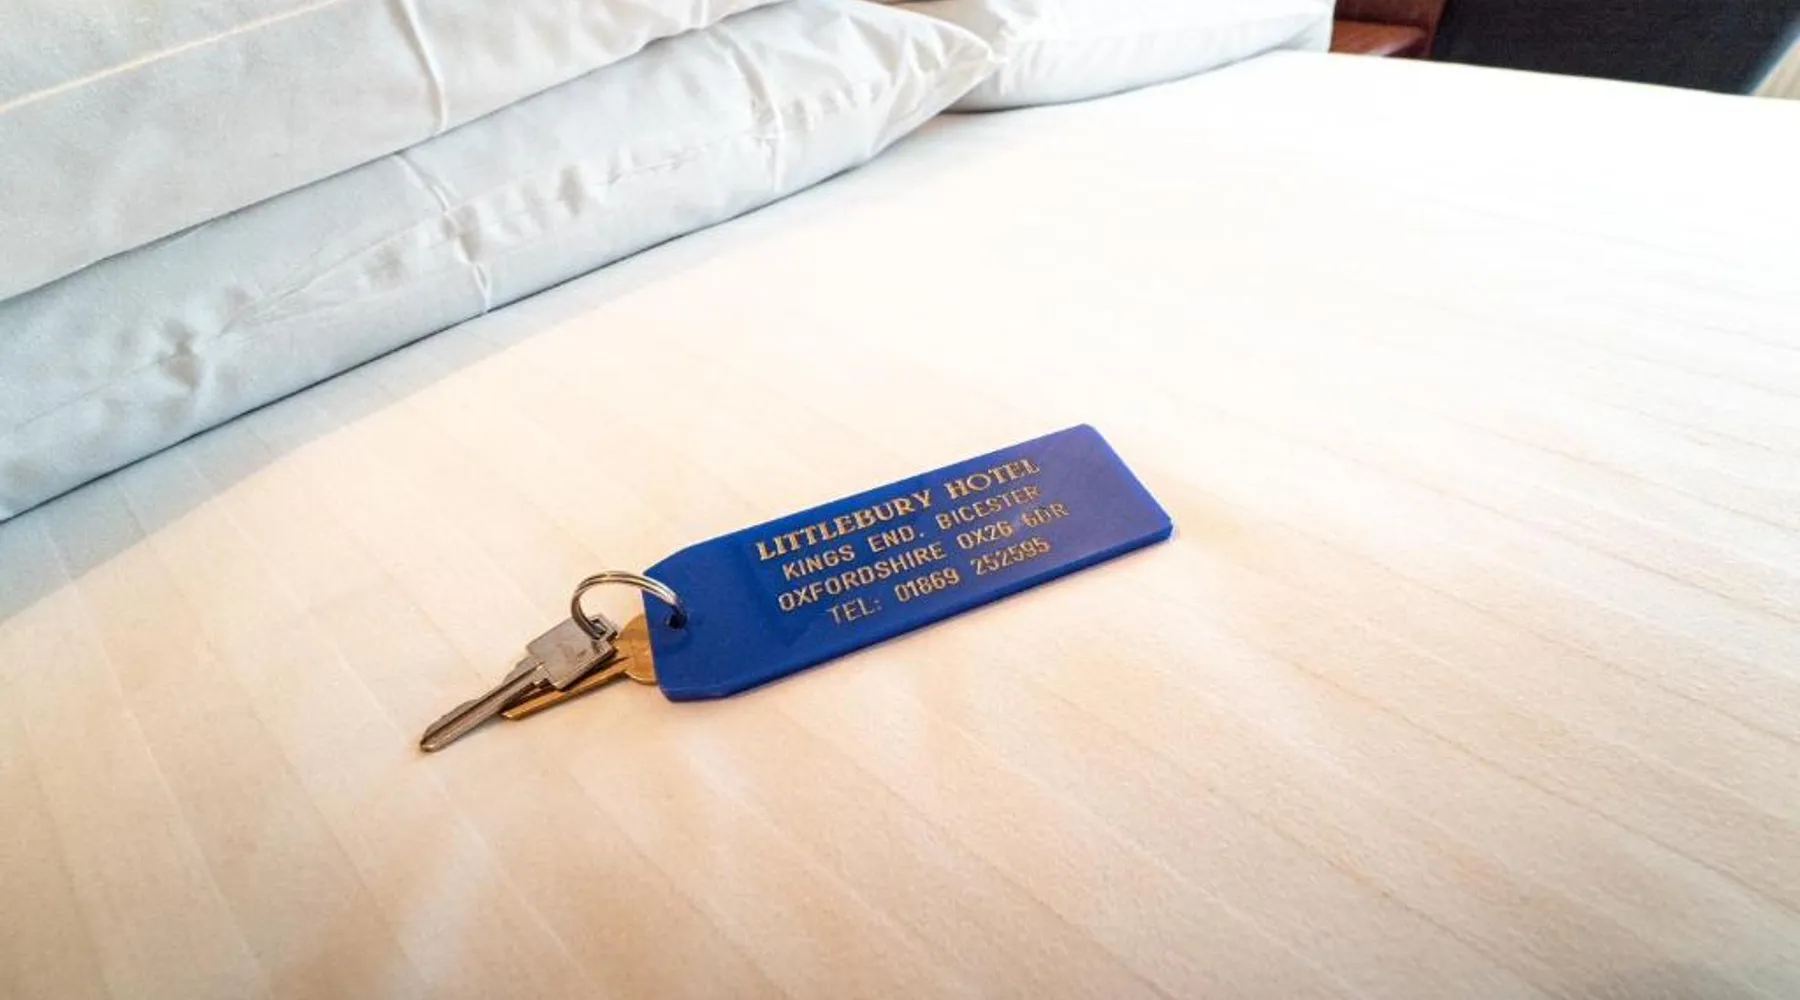 LITTLEBURY HOTEL
KINGS END. BICESTER
OXFORDSHIRE OX26 6DR
TEL: 01869 252595